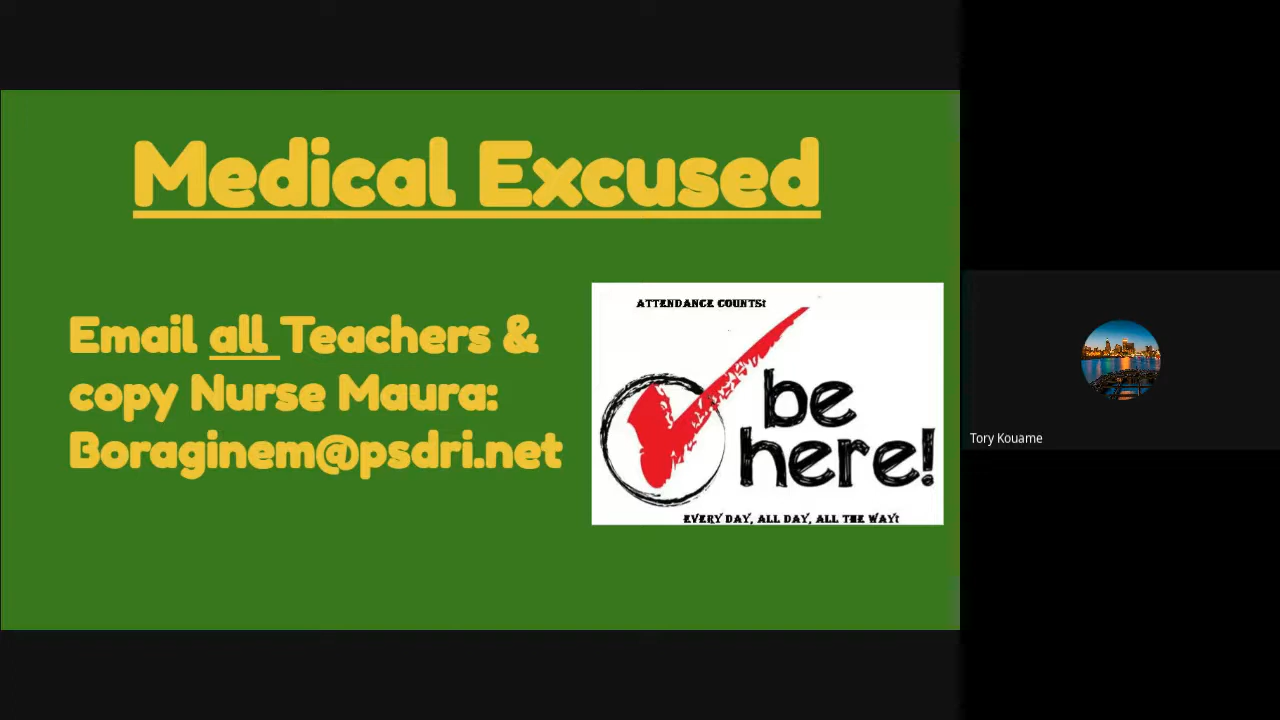 Medical Excused
Email all Teachers &
copy Nurse Maura:
Boraginem@psdri.net
ATTENDANCE COUNTS!
be
here!
EVERY DAY, ALL DAY, ALL THE WAY!
Tory Kouame